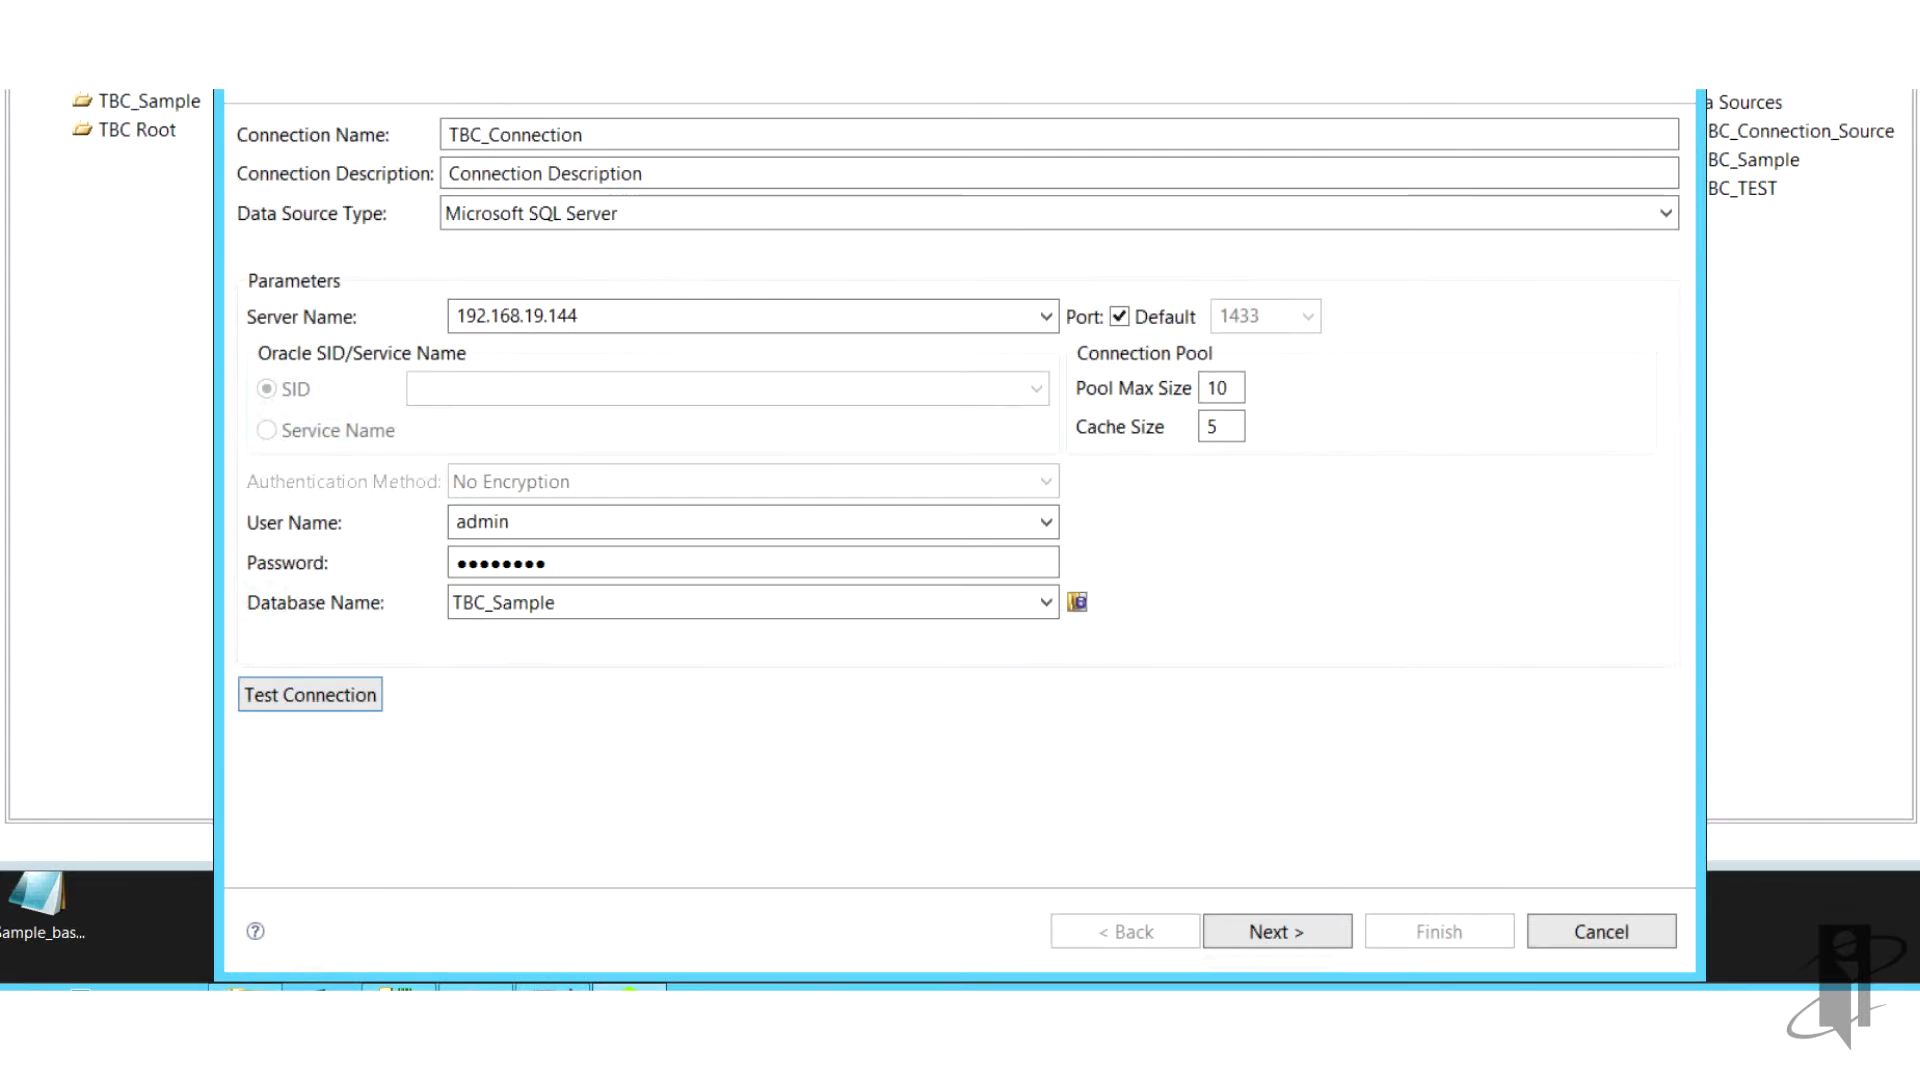 TBC_Sample
TBC Root
Connection Name: TBC_Connection
Connection Description: Connection Description
Data Source Type: Microsoft SQL Server
Parameters
Server Name: 192.168.19.144 Port: Default 1433
Oracle SID/Service Name
SID
Service Name
Connection Pool
Pool Max Size 10
Cache Size 5
Authentication Method: No Encryption
User Name: admin
Password: ●●●●●●●●
Database Name: TBC_Sample
Test Connection
< Back Next > Finish Cancel
a Sources
BC_Connection_Source
BC_Sample
BC_TEST
Sample_bas...